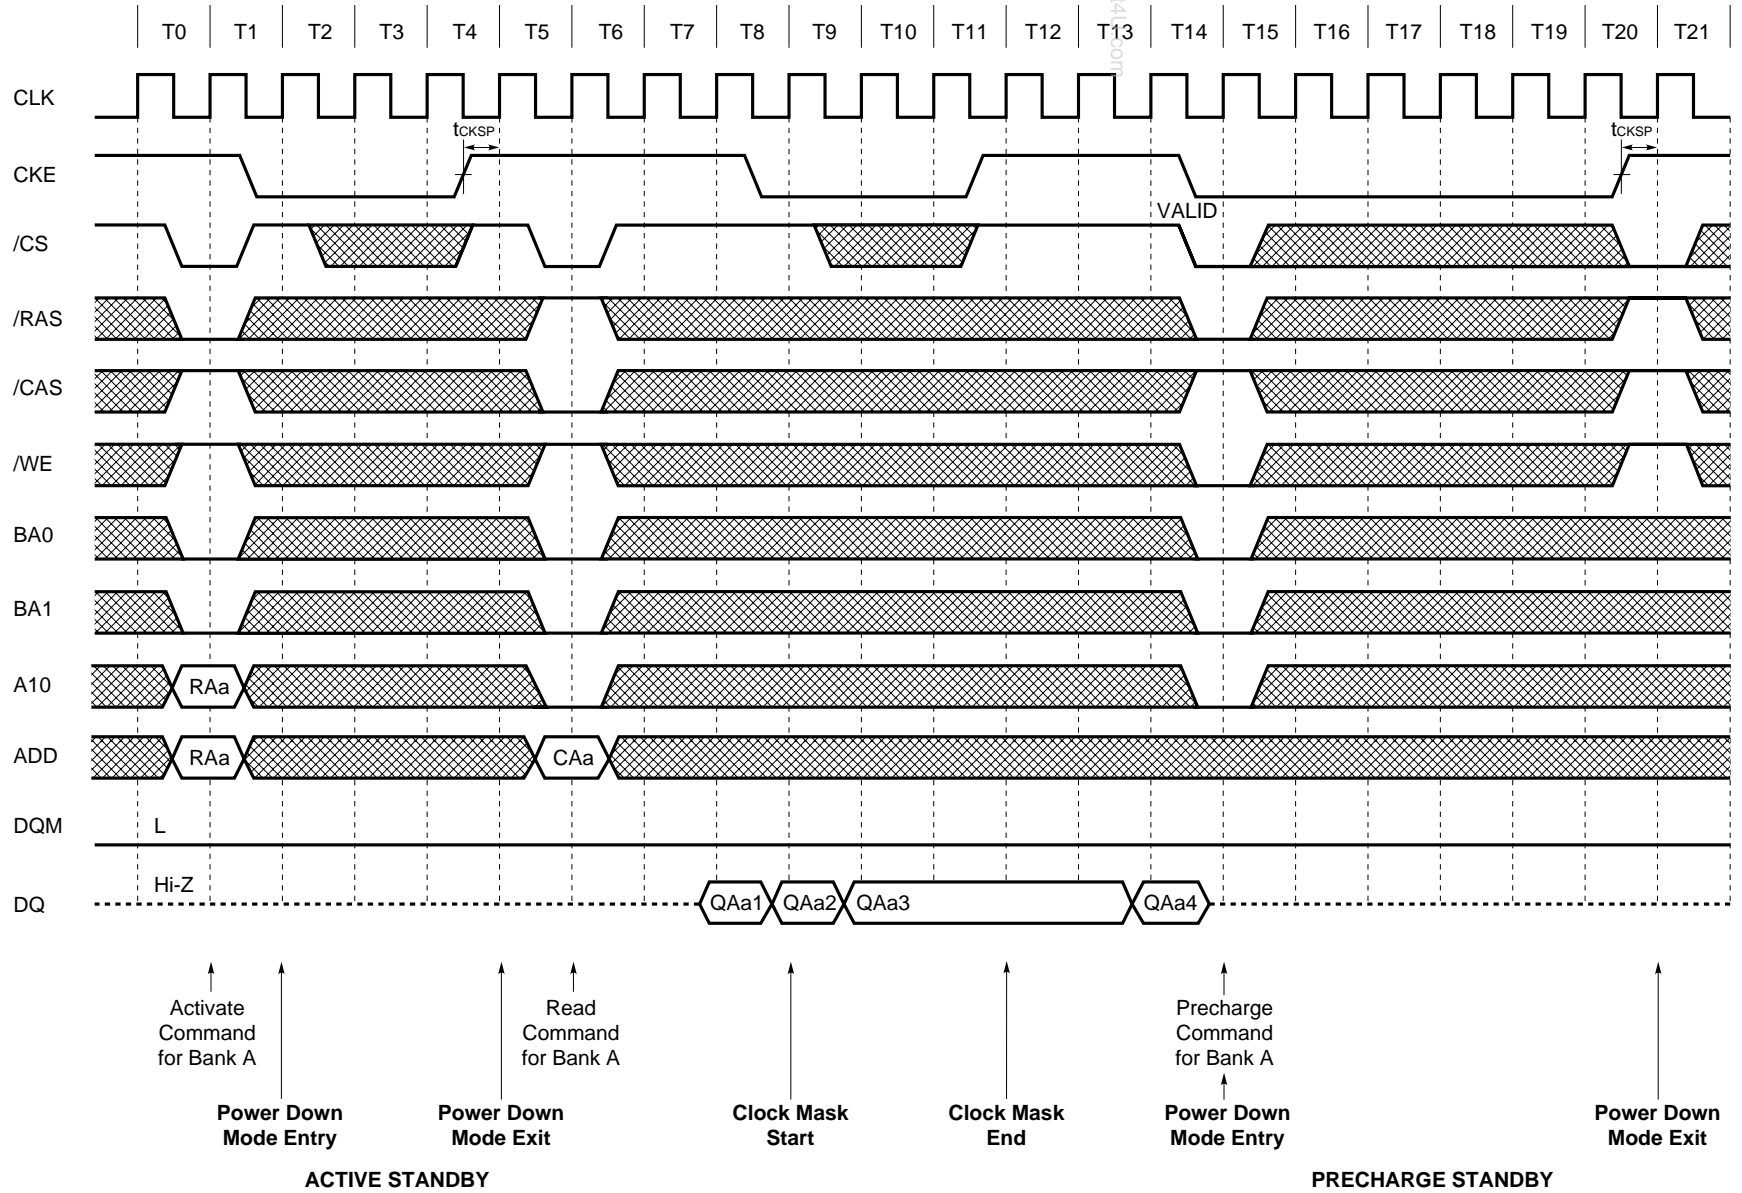 T0 T1 T2 T3 T4 T5 T6 T7 T8 T9 T10 T11 T12 T13 T14 T15 T16 T17 T18 T19 T20 T21
CLK
tCKSP tCKSP
CKE
VALID
/CS
/RAS
/CAS
/WE
BA0
BA1
A10 RAa
ADD RAa CAa
DQM L
Hi-Z
DQ QAa1 QAa2 QAa3 QAa4
Activate
Command
for Bank A
Read
Command
for Bank A
Precharge
Command
for Bank A
Power Down
Mode Entry
Power Down
Mode Exit
Clock Mask
Start
Clock Mask
End
Power Down
Mode Entry
Power Down
Mode Exit
ACTIVE STANDBY
PRECHARGE STANDBY